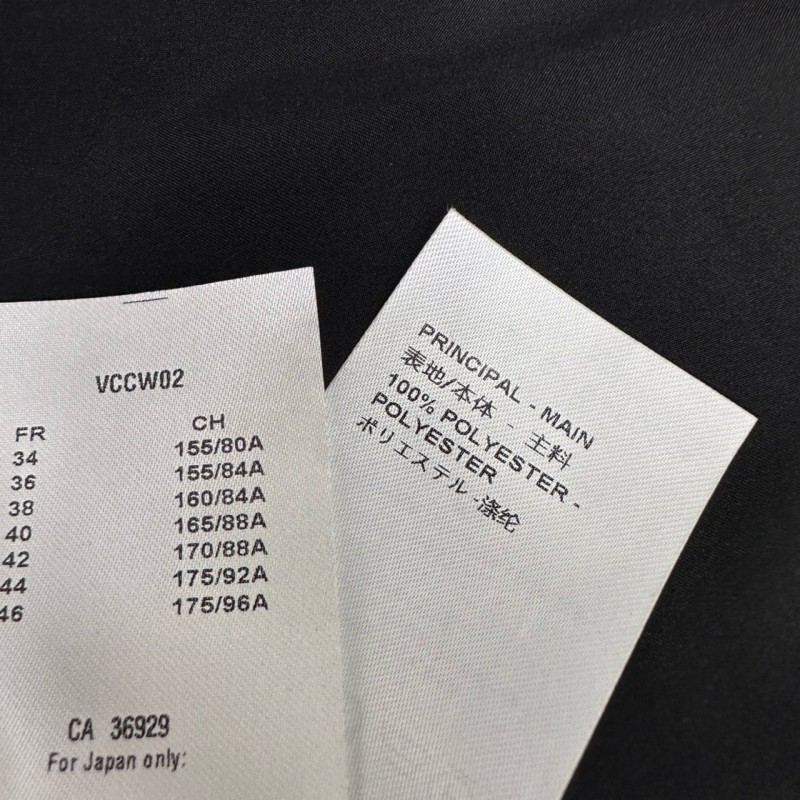 VCCW02
FR CH
34 155/80A
36 155/84A
38 160/84A
40 165/88A
42 170/88A
44 175/92A
46 175/96A
CA 36929
For Japan only:
PRINCIPAL - MAIN
表地/本体 - 主料
100% POLYESTER -
POLYESTER
ポリエステル -涤纶